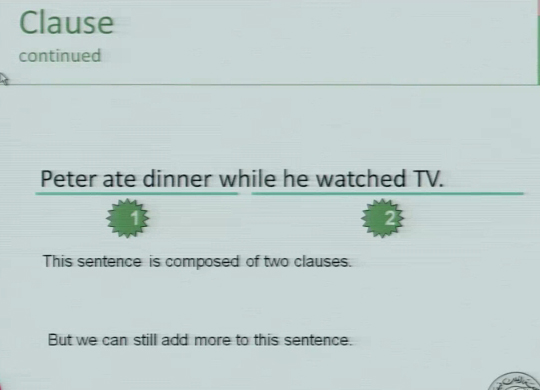 Clause
continued
Peter ate dinner while he watched TV.
1 2
This sentence is composed of two clauses.
But we can still add more to this sentence.